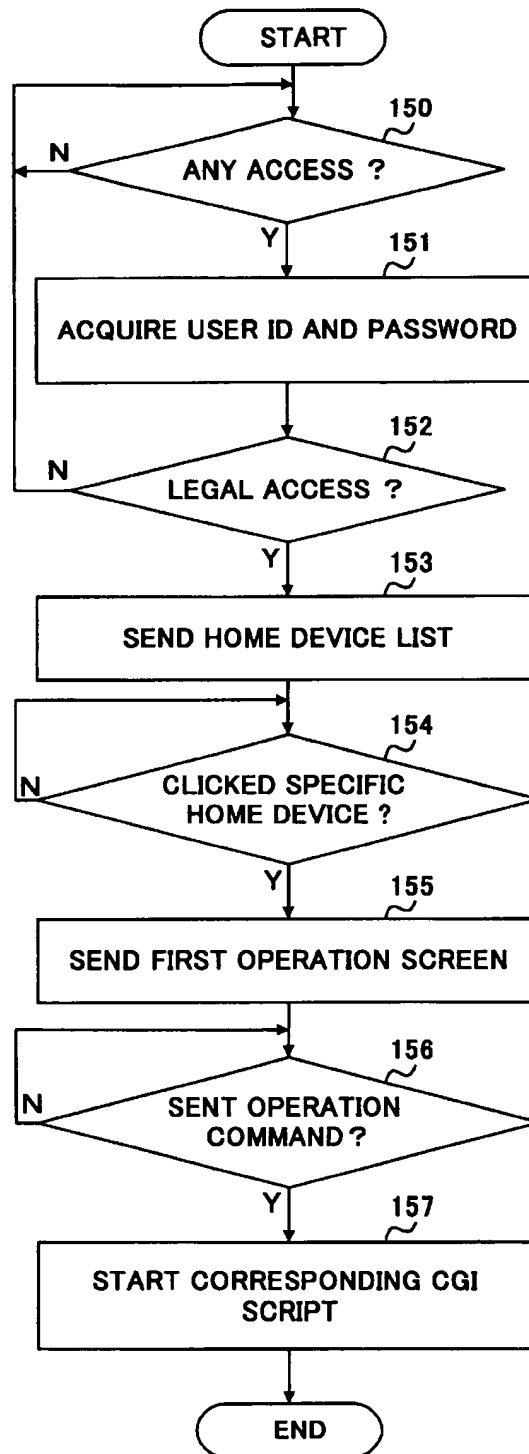 START
150
N
ANY ACCESS ?
Y
151
ACQUIRE USER ID AND PASSWORD
152
N
LEGAL ACCESS ?
Y
153
SEND HOME DEVICE LIST
154
N
CLICKED SPECIFIC
HOME DEVICE ?
Y
155
SEND FIRST OPERATION SCREEN
156
N
SENT OPERATION
COMMAND ?
Y
157
START CORRESPONDING CGI
SCRIPT
END